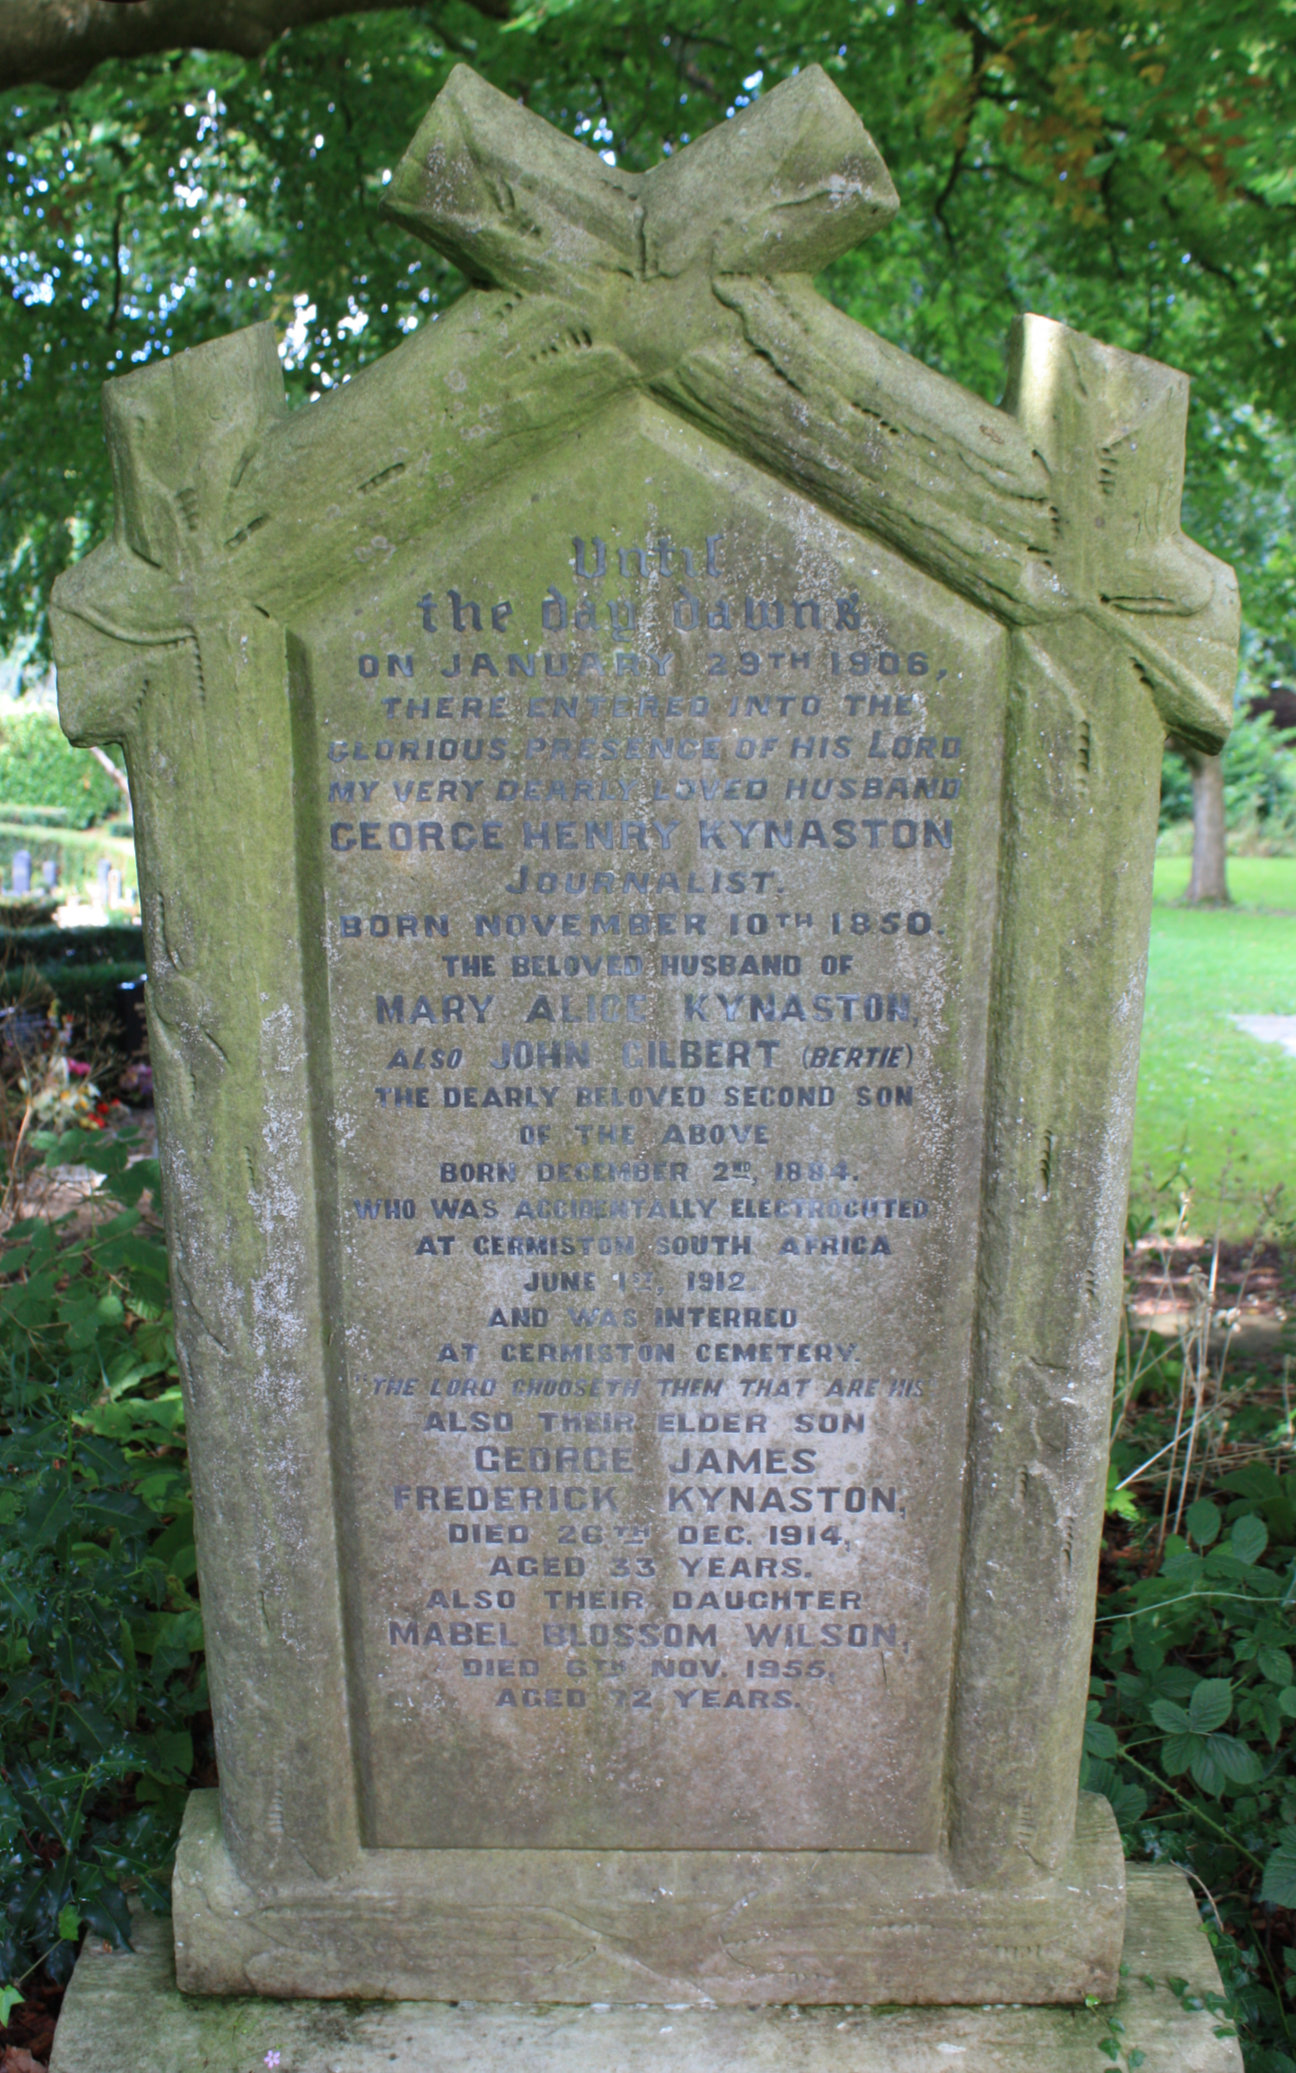 Until
the day dawns
ON JANUARY 29TH 1906,
THERE ENTERED INTO THE
GLORIOUS PRESENCE OF HIS LORD
MY VERY DEARLY LOVED HUSBAND
GEORGE HENRY KYNASTON
JOURNALIST.
BORN NOVEMBER 10TH 1850.
THE BELOVED HUSBAND OF
MARY ALICE KYNASTON,
ALSO JOHN GILBERT (BERTIE)
THE DEARLY BELOVED SECOND SON
OF THE ABOVE
BORN DECEMBER 2ND, 1884.
WHO WAS ACCIDENTALLY ELECTROCUTED
AT GERMISTON SOUTH AFRICA
JUNE 1ST, 1912.
AND WAS INTERRED
AT GERMISTON CEMETERY.
"THE LORD CHOOSETH THEM THAT ARE HIS"
ALSO THEIR ELDER SON
GEORGE JAMES
FREDERICK KYNASTON,
DIED 26TH DEC. 1914,
AGED 33 YEARS.
ALSO THEIR DAUGHTER
MABEL BLOSSOM WILSON,
DIED 6TH NOV. 1955,
AGED 72 YEARS.